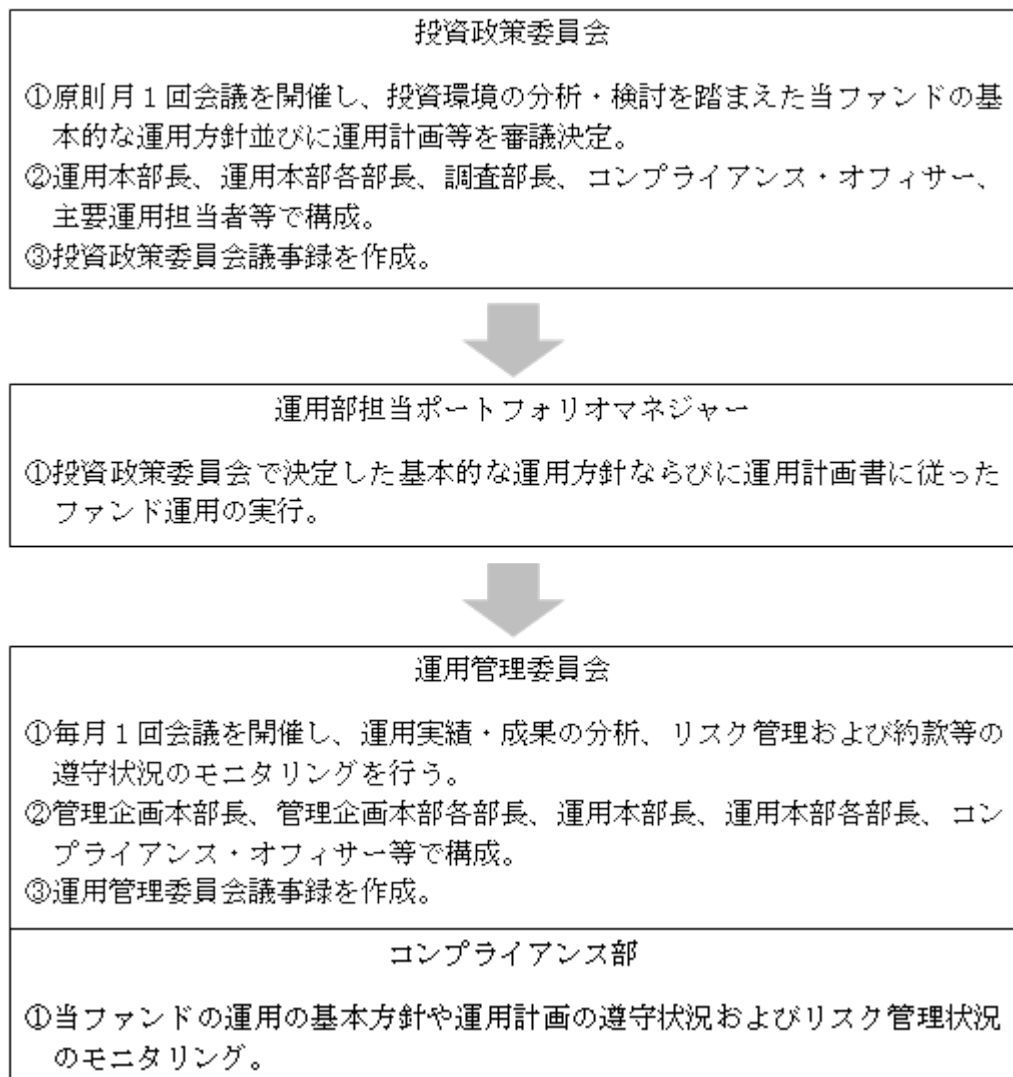 投資政策委員会
①原則月１回会議を開催し、投資環境の分析・検討を踏まえた当ファンドの基
本的な運用方針並びに運用計画等を審議決定。
②運用本部長、運用本部各部長、調査部長、コンプライアンス・オフィサー、
主要運用担当者等で構成。
③投資政策委員会議事録を作成。
運用部担当ポートフォリオマネジャー
①投資政策委員会で決定した基本的な運用方針ならびに運用計画書に従った
ファンド運用の実行。
運用管理委員会
①毎月１回会議を開催し、運用実績・成果の分析、リスク管理および約款等の
遵守状況のモニタリングを行う。
②管理企画本部長、管理企画本部各部長、運用本部長、運用本部各部長、コン
プライアンス・オフィサー等で構成。
③運用管理委員会議事録を作成。
コンプライアンス部
①当ファンドの運用の基本方針や運用計画の遵守状況およびリスク管理状況
のモニタリング。